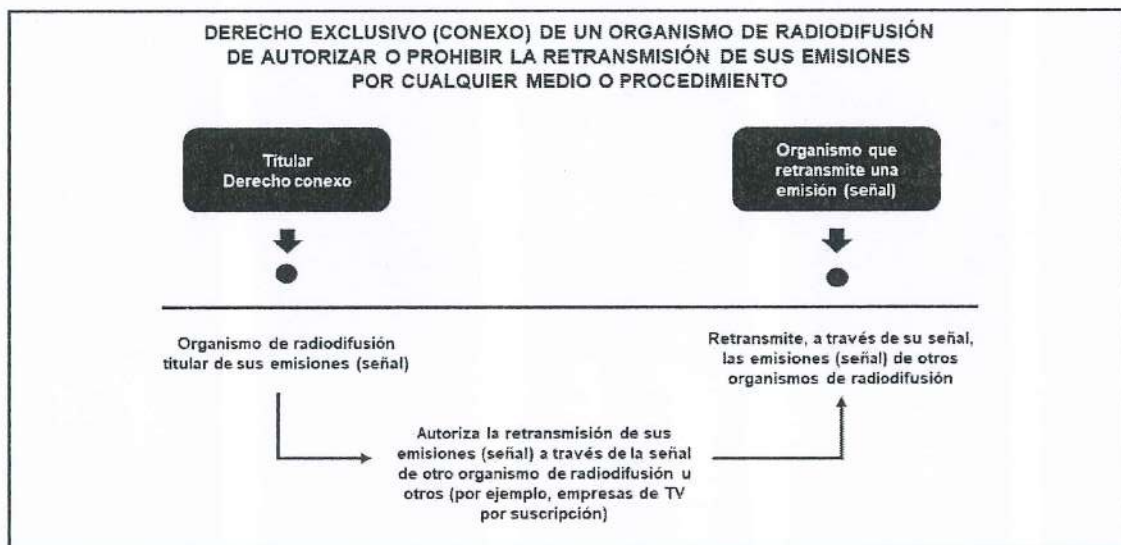 DERECHO EXCLUSIVO (CONEXO) DE UN ORGANISMO DE RADIODIFUSIÓN
DE AUTORIZAR O PROHIBIR LA RETRANSMISIÓN DE SUS EMISIONES
POR CUALQUIER MEDIO O PROCEDIMIENTO
Títular
Derecho conexo
Organismo que
retransmite una
emisión (señal)
Organismo de radiodifusión
titular de sus emisiones (señal)
Retransmite, a través de su señal,
las emisiones (señal) de otros
organismos de radiodifusión
Autoriza la retransmisión de sus
emisiones (señal) a través de la señal
de otro organismo de radiodifusión u
otros (por ejemplo, empresas de TV
por suscripción)